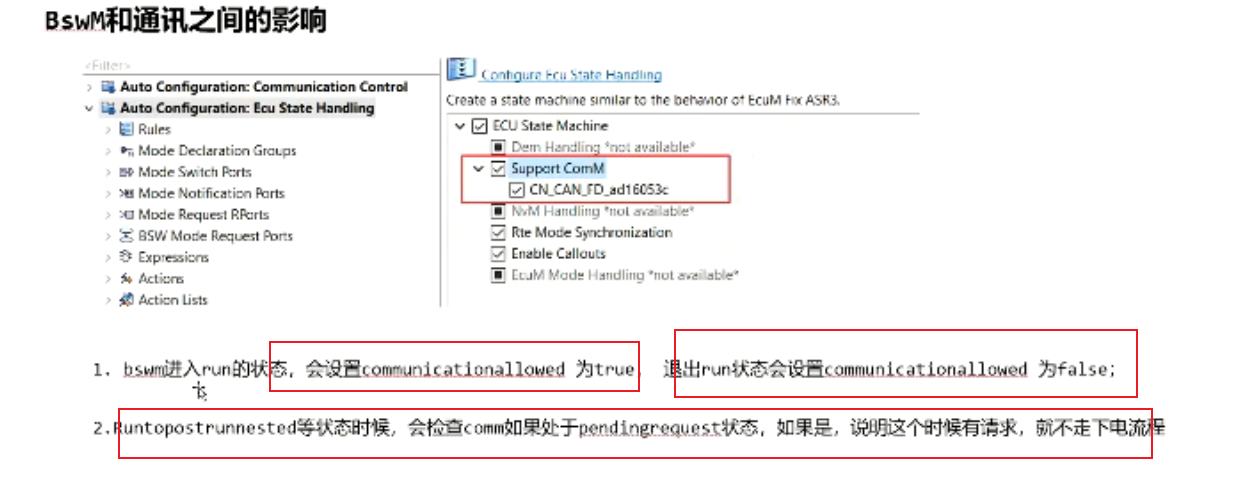 BswM和通讯之间的影响
<Filter>
Auto Configuration: Communication Control
Auto Configuration: Ecu State Handling
Rules
Mode Declaration Groups
Mode Switch Ports
Mode Notification Ports
Mode Request RPorts
BSW Mode Request Ports
Expressions
Actions
Action Lists
Configure Ecu State Handling
Create a state machine similar to the behavior of EcuM Fix ASR3.
ECU State Machine
Dem Handling *not available*
Support ComM
CN_CAN_FD_ad16053c
NvM Handling *not available*
Rte Mode Synchronization
Enable Callouts
EcuM Mode Handling *not available*
1. bswm进入run的状态，会设置communicationallowed 为true， 退出run状态会设置communicationallowed 为false;
2.Runtopostrunnested等状态时候，会检查comm如果处于pendingrequest状态，如果是，说明这个时候有请求，就不走下电流程